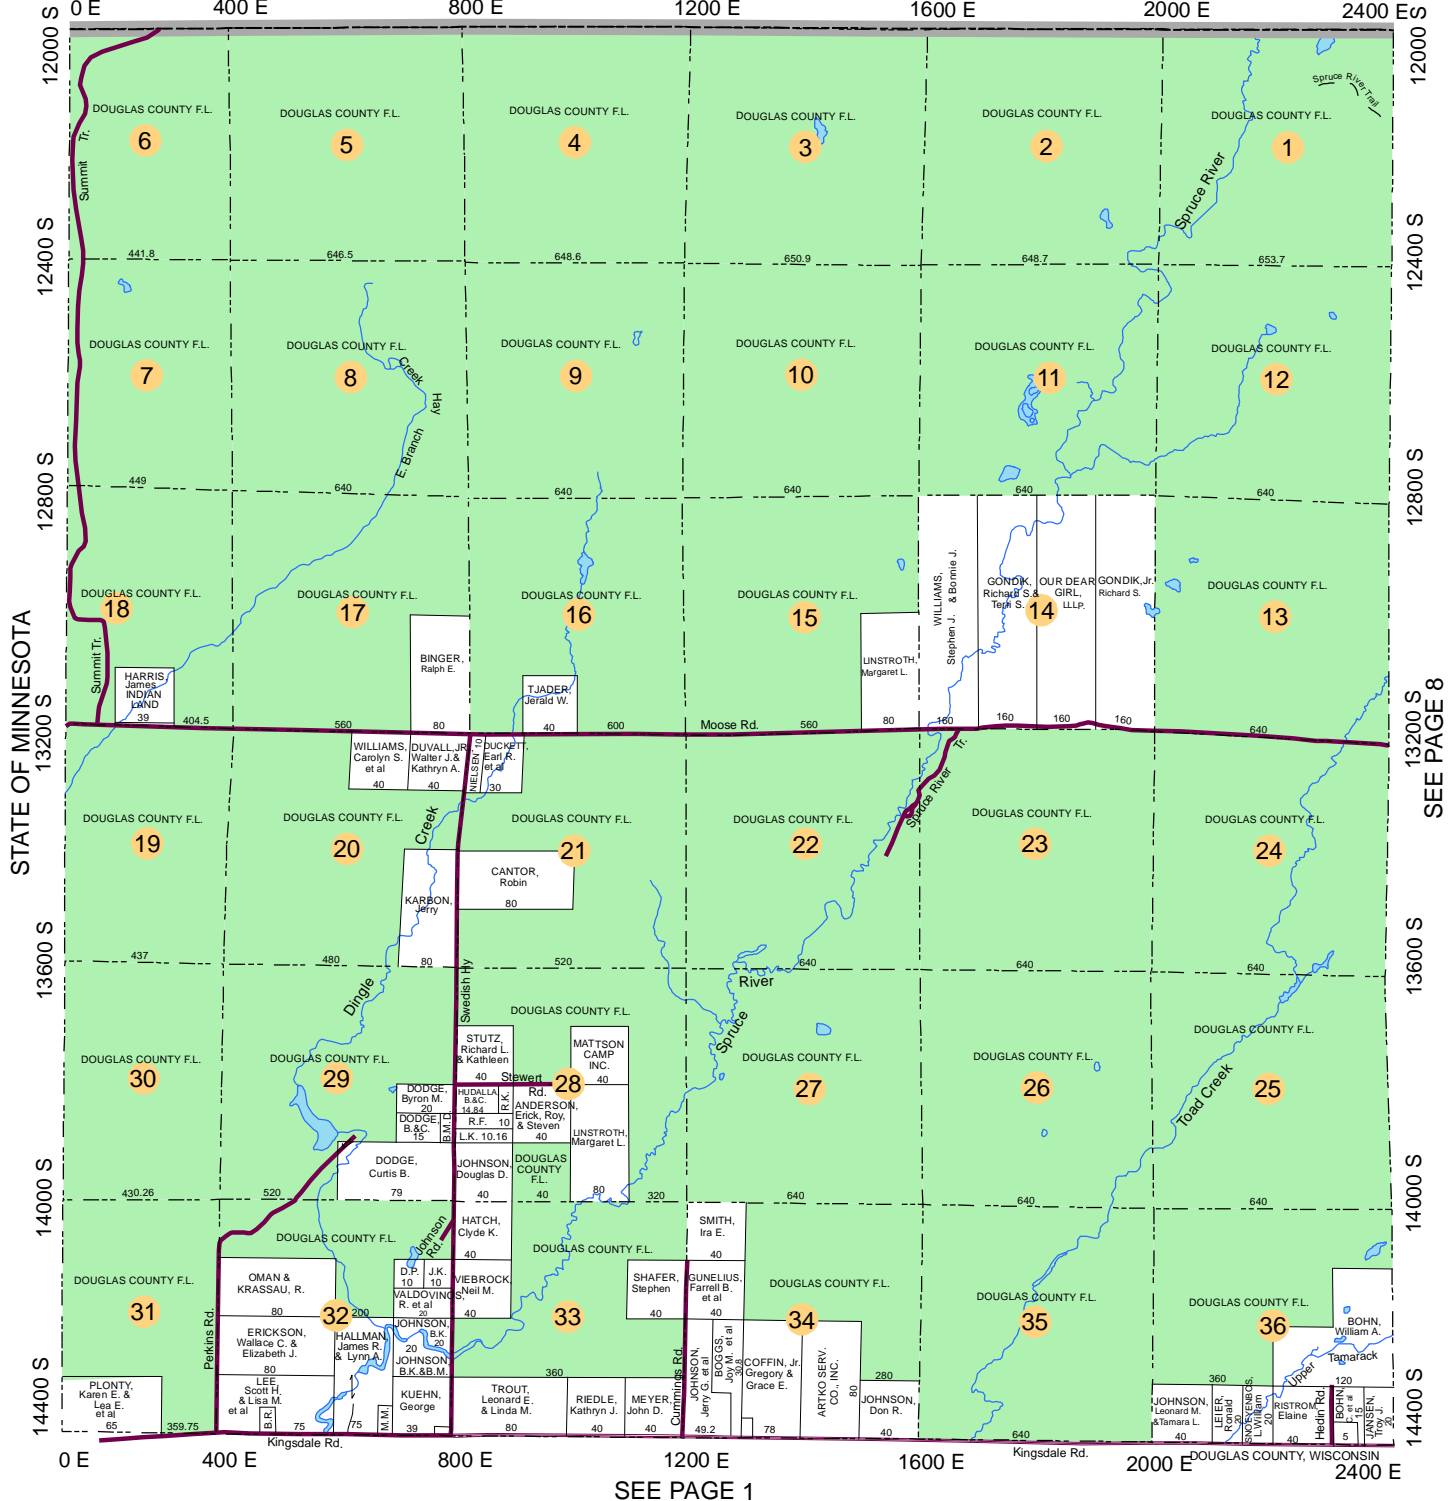 0 E
400 E
800 E
1200 E
1600 E
2000 E
2400 E
S
12000 S
12000 S
Spruce River Trail
DOUGLAS COUNTY F.L.
6
DOUGLAS COUNTY F.L.
5
DOUGLAS COUNTY F.L.
4
DOUGLAS COUNTY F.L.
3
DOUGLAS COUNTY F.L.
2
DOUGLAS COUNTY F.L.
1
Summit Tr.
Spruce River
12400 S
441.8
646.5
648.6
650.9
648.7
653.7
12400 S
DOUGLAS COUNTY F.L.
7
DOUGLAS COUNTY F.L.
8
DOUGLAS COUNTY F.L.
9
DOUGLAS COUNTY F.L.
10
DOUGLAS COUNTY F.L.
11
DOUGLAS COUNTY F.L.
12
E. Branch
Hay
Creek
12800 S
449
640
640
640
640
640
12800 S
DOUGLAS COUNTY F.L.
18
DOUGLAS COUNTY F.L.
17
DOUGLAS COUNTY F.L.
16
DOUGLAS COUNTY F.L.
15
14
DOUGLAS COUNTY F.L.
13
WILLIAMS,
Stephen J. & Bonnie J.
160
GONDIK,
Richard S.&
Terri S.
160
OUR DEAR
GIRL,
LLLP.
160
GONDIK,Jr.
Richard S.
160
LINSTROTH,
Margaret L.
80
BINGER,
Ralph E.
80
TJADER,
Jerald W.
40
HARRIS,
James
INDIAN
LAND
39
Summit Tr.
STATE OF MINNESOTA
13200 S
404.5
560
600
Moose Rd.
560
640
13200 S
SEE PAGE 8
WILLIAMS,
Carolyn S.
et al
40
DUVALL,JR
Walter J.&
Kathryn A.
40
NIELSEN 10
DUCKETT,
Earl R.
et al
30
Spruce River Tr.
DOUGLAS COUNTY F.L.
19
DOUGLAS COUNTY F.L.
20
DOUGLAS COUNTY F.L.
21
DOUGLAS COUNTY F.L.
22
DOUGLAS COUNTY F.L.
23
DOUGLAS COUNTY F.L.
24
Dingle
Creek
KARBON,
Jerry
80
CANTOR,
Robin
80
13600 S
437
480
520
640
640
640
13600 S
Swedish Hy
Spruce
River
DOUGLAS COUNTY F.L.
30
DOUGLAS COUNTY F.L.
29
DOUGLAS COUNTY F.L.
28
DOUGLAS COUNTY F.L.
27
DOUGLAS COUNTY F.L.
26
DOUGLAS COUNTY F.L.
25
Toad Creek
STUTZ,
Richard L.
& Kathleen
40
MATTSON
CAMP
INC.
40
Stewert
Rd.
DODGE,
Byron M.
20
DODGE,
B.&C.
15
B.M.D.
HUDALLA
B.&C.
14.84
R.K.
R.F. 10
L.K. 10.16
ANDERSON,
Erick, Roy,
& Steven
40
LINSTROTH,
Margaret L.
80
DODGE,
Curtis B.
79
JOHNSON,
Douglas D.
40
DOUGLAS
COUNTY
F.L.
40
14000 S
430.26
520
320
640
640
640
14000 S
HATCH,
Clyde K.
40
SMITH,
Ira E.
40
Johnson
Rd.
DOUGLAS COUNTY F.L.
31
DOUGLAS COUNTY F.L.
32
200
DOUGLAS COUNTY F.L.
33
DOUGLAS COUNTY F.L.
34
DOUGLAS COUNTY F.L.
35
DOUGLAS COUNTY F.L.
36
Perkins Rd.
OMAN &
KRASSAU, R.
80
D.P.
10
J.K.
10
VIEBROCK,
Neil M.
40
VALDOVINOS,
R. et al
20
SHAFER,
Stephen
40
GUNELIUS,
Farrell B.
et al
40
ERICKSON,
Wallace C. &
Elizabeth J.
80
HALLMAN,
James R.
& Lynn A.
75
JOHNSON,
20
B.K.
20
JOHNSON,
B.K.&B.M.
JOHNSON,
Jerry G. et al
49.2
BOGGS,
Joy M. et al
30.8
COFFIN, Jr.
Gregory &
Grace E.
78
ARTKO SERV.
CO., INC.
80
BOHN,
William A.
120
Upper
Tamarack
PLONTY,
Karen E. &
Lea E.
et al
65
359.75
LEE,
Scott H.
& Lisa M.
et al
75
B.R.
M.M.
KUEHN,
George
39
TROUT,
Leonard E.
& Linda M.
80
360
RIEDLE,
Kathryn J.
40
MEYER,
John D.
40
Cummings Rd.
280
JOHNSON,
Don R.
40
360
JOHNSON,
Leonard M.
&Tamara L.
40
LEIER,
Ronald
20
L.William
20
RISTROM,
Elaine
40
Hedin Rd.
BOHN,
C. et al
5
15
JANSEN,
Troy J.
20
14400 S
Kingsdale Rd.
640
Kingsdale Rd.
14400 S
DOUGLAS COUNTY, WISCONSIN
0 E
400 E
800 E
1200 E
1600 E
2000 E
2400 E
SEE PAGE 1